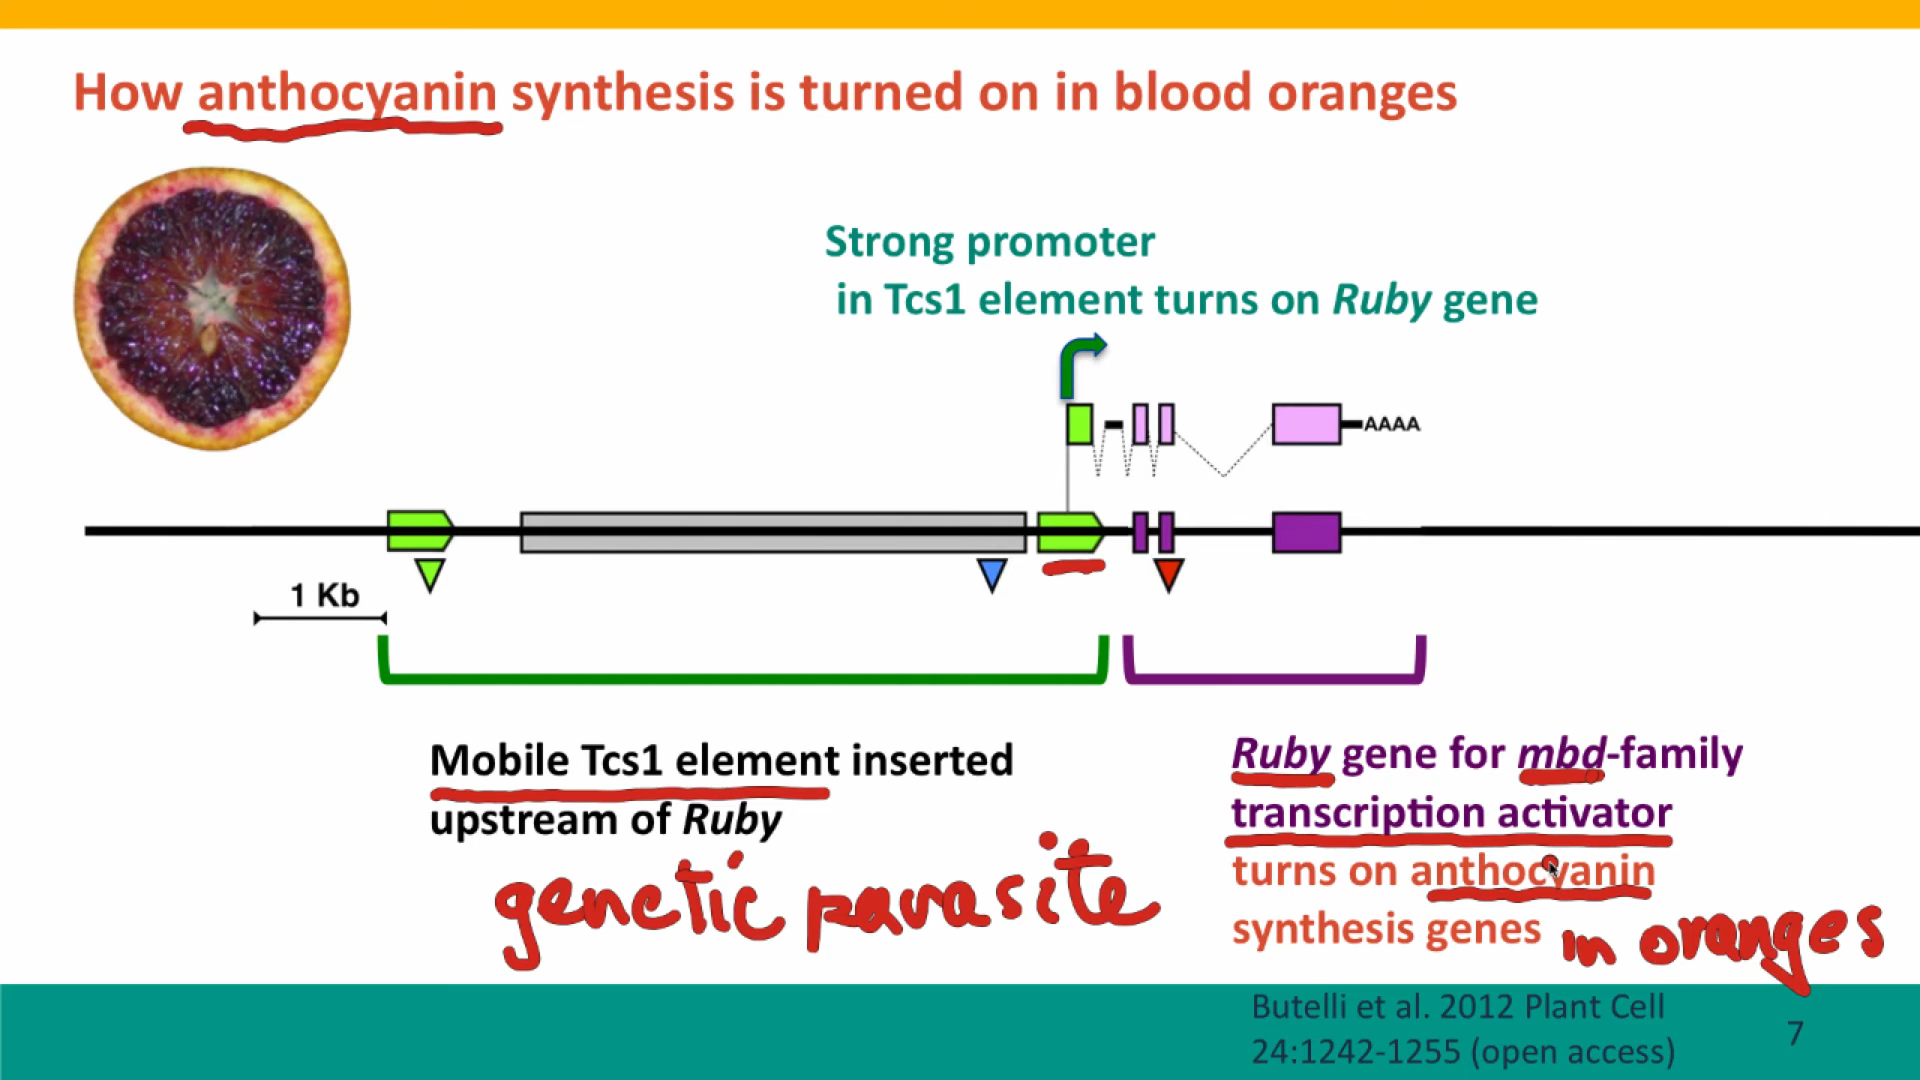 How anthocyanin synthesis is turned on in blood oranges
Strong promoter
in Tcs1 element turns on Ruby gene
AAAA
1 Kb
Mobile Tcs1 element inserted
upstream of Ruby
genetic parasite
Ruby gene for mbd-family
transcription activator
turns on anthocyanin
synthesis genes
in oranges
Butelli et al. 2012 Plant Cell
24:1242-1255 (open access)
7